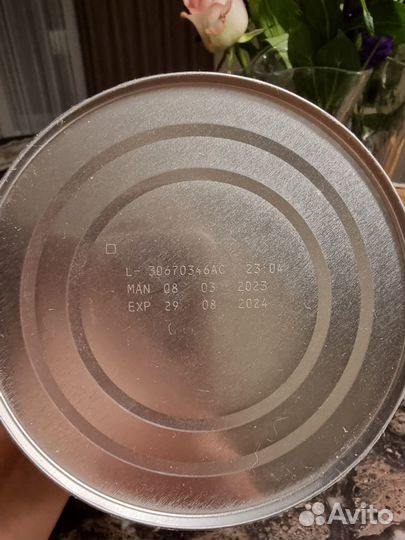 L- 30670346AC 23:04
MAN 08 03 2023
EXP 29 08 2024
Avito